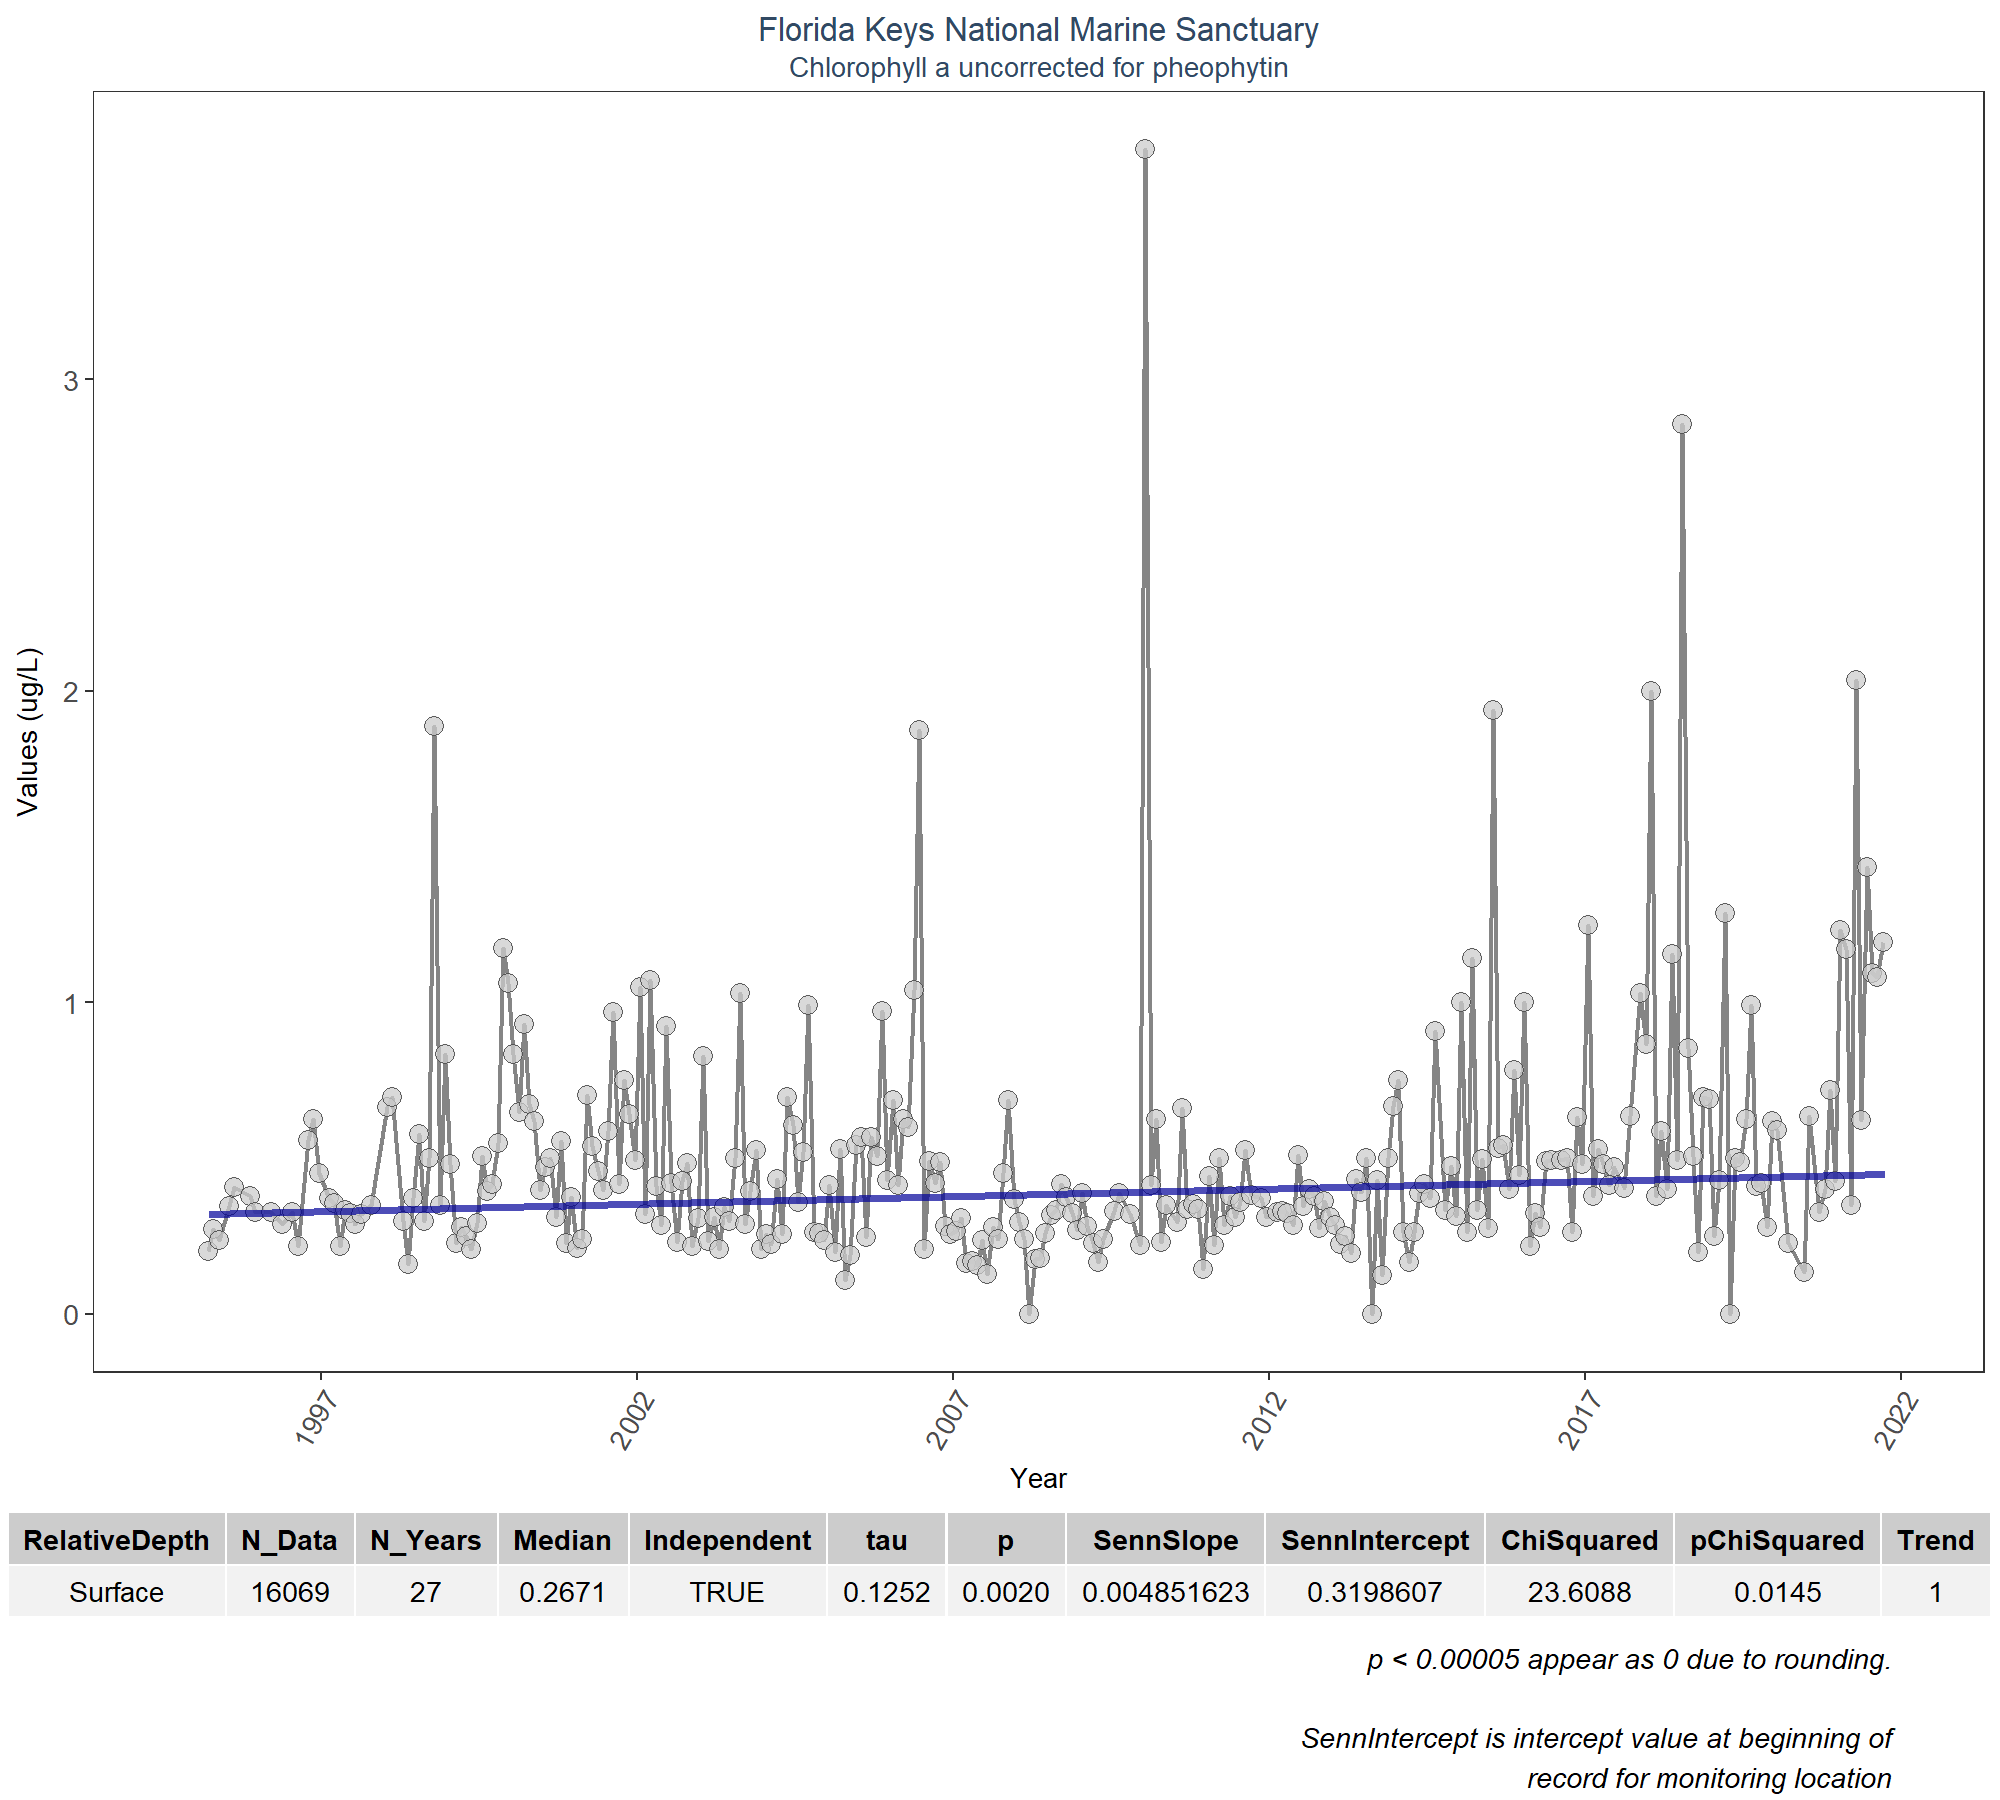 Florida Keys National Marine Sanctuary
Chlorophyll a uncorrected for pheophytin
Values (ug/L)
3
2
1
0
1997 2002 2007 2012 2017 2022
Year
RelativeDepth N_Data N_Years Median Independent tau p SennSlope SennIntercept ChiSquared pChiSquared Trend
Surface 16069 27 0.2671 TRUE 0.1252 0.0020 0.004851623 0.3198607 23.6088 0.0145 1
p < 0.00005 appear as 0 due to rounding.
SennIntercept is intercept value at beginning of
record for monitoring location